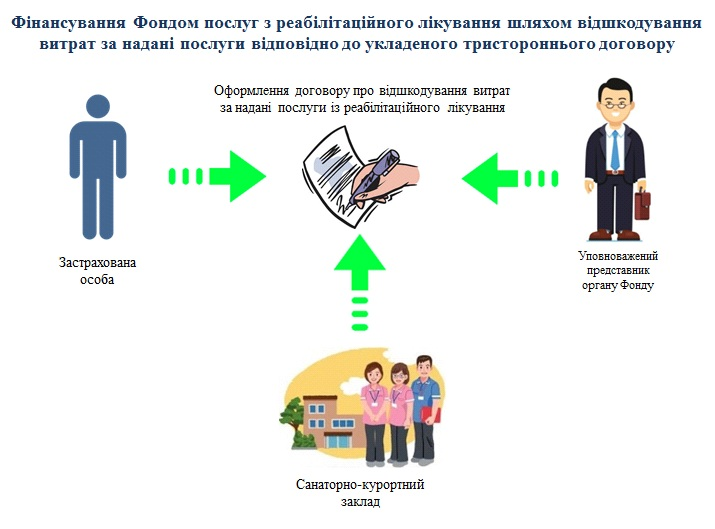 Фінансування Фондом послуг з реабілітаційного лікування шляхом відшкодування
витрат за надані послуги відповідно до укладеного тристороннього договору
Оформлення договору про відшкодування витрат
за надані послуги із реабілітаційного лікування
Застрахована
особа
Уповноважений
представник
органу Фонду
Санаторно-курортний
заклад